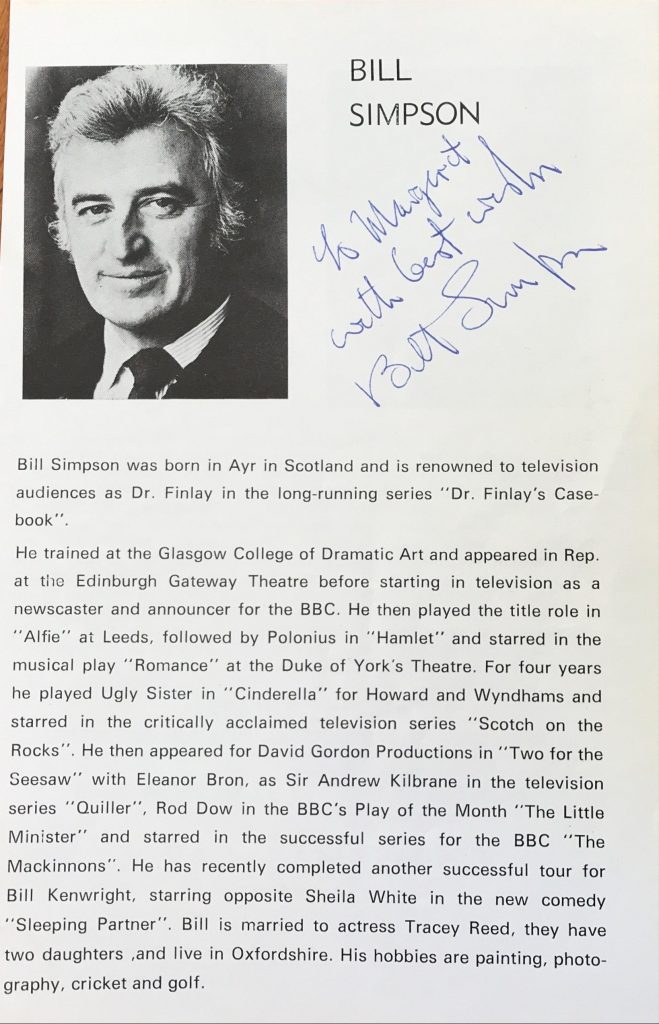 BILL
SIMPSON
To Margaret
with best wishes
Bill Simpson
Bill Simpson was born in Ayr in Scotland and is renowned to television
audiences as Dr. Finlay in the long-running series "Dr. Finlay's Case-
book".
He trained at the Glasgow College of Dramatic Art and appeared in Rep.
at the Edinburgh Gateway Theatre before starting in television as a
newscaster and announcer for the BBC. He then played the title role in
"Alfie" at Leeds, followed by Polonius in "Hamlet" and starred in the
musical play "Romance" at the Duke of York's Theatre. For four years
he played Ugly Sister in "Cinderella" for Howard and Wyndhams and
starred in the critically acclaimed television series "Scotch on the
Rocks". He then appeared for David Gordon Productions in "Two for the
Seesaw" with Eleanor Bron, as Sir Andrew Kilbrane in the television
series "Quiller", Rod Dow in the BBC's Play of the Month "The Little
Minister" and starred in the successful series for the BBC "The
Mackinnons". He has recently completed another successful tour for
Bill Kenwright, starring opposite Sheila White in the new comedy
"Sleeping Partner". Bill is married to actress Tracey Reed, they have
two daughters ,and live in Oxfordshire. His hobbies are painting, photo-
graphy, cricket and golf.